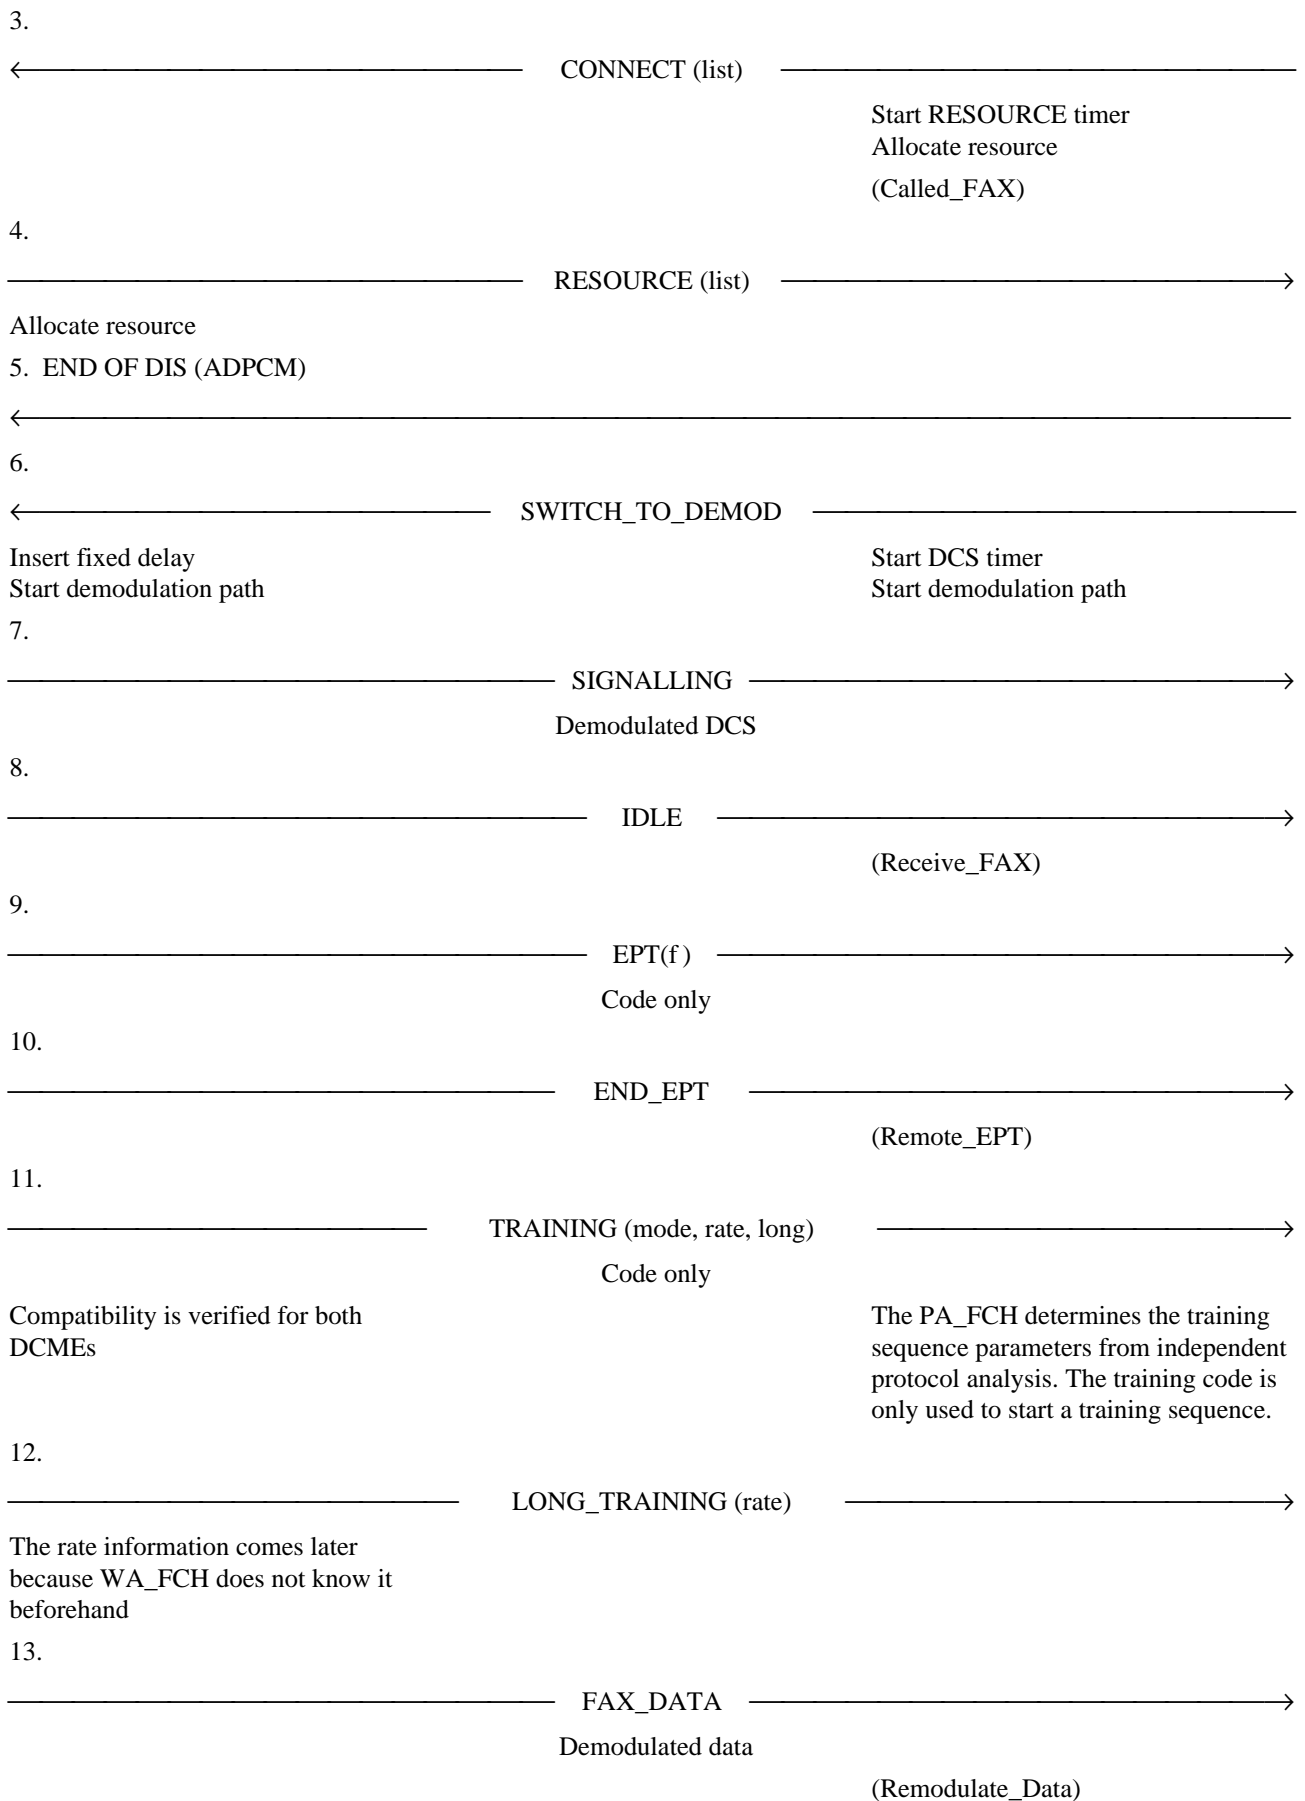 3.
CONNECT (list)
Start RESOURCE timer
Allocate resource
(Called_FAX)
4.
RESOURCE (list)
Allocate resource
5. END OF DIS (ADPCM)
6.
SWITCH_TO_DEMOD
Insert fixed delay
Start DCS timer
Start demodulation path
Start demodulation path
7.
SIGNALLING
Demodulated DCS
8.
IDLE
(Receive_FAX)
9.
EPT(f )
Code only
10.
END_EPT
(Remote_EPT)
11.
TRAINING (mode, rate, long)
Code only
Compatibility is verified for both
DCMEs
The PA_FCH determines the training
sequence parameters from independent
protocol analysis. The training code is
only used to start a training sequence.
12.
LONG_TRAINING (rate)
The rate information comes later
because WA_FCH does not know it
beforehand
13.
FAX_DATA
Demodulated data
(Remodulate_Data)